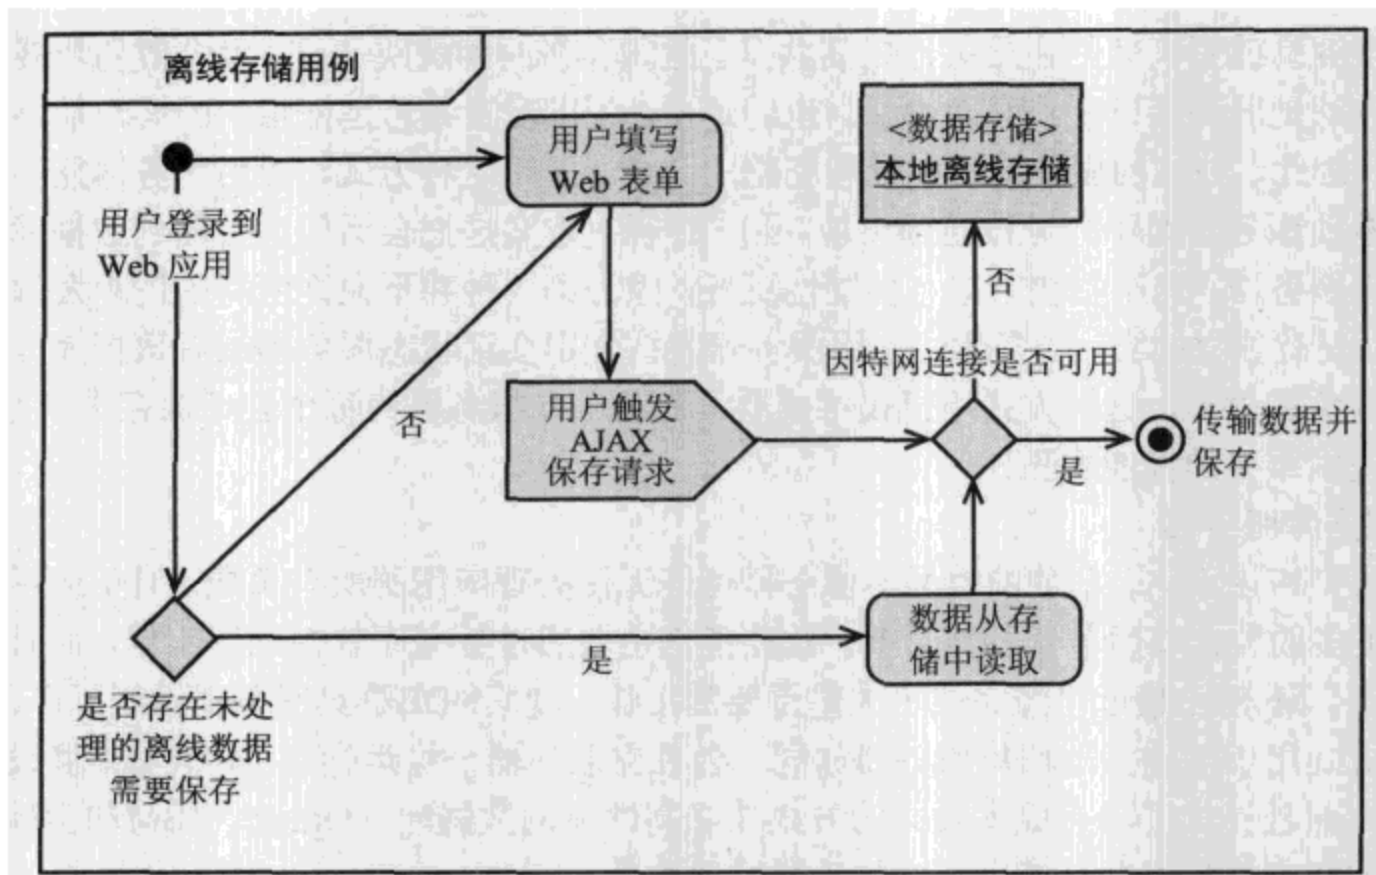 离线存储用例
用户填写
Web 表单
<数据存储>
本地离线存储
用户登录到
Web 应用
否
因特网连接是否可用
用户触发
AJAX
保存请求
否
传输数据并
保存
是
数据从存
储中读取
是
是否存在未处
理的离线数据
需要保存